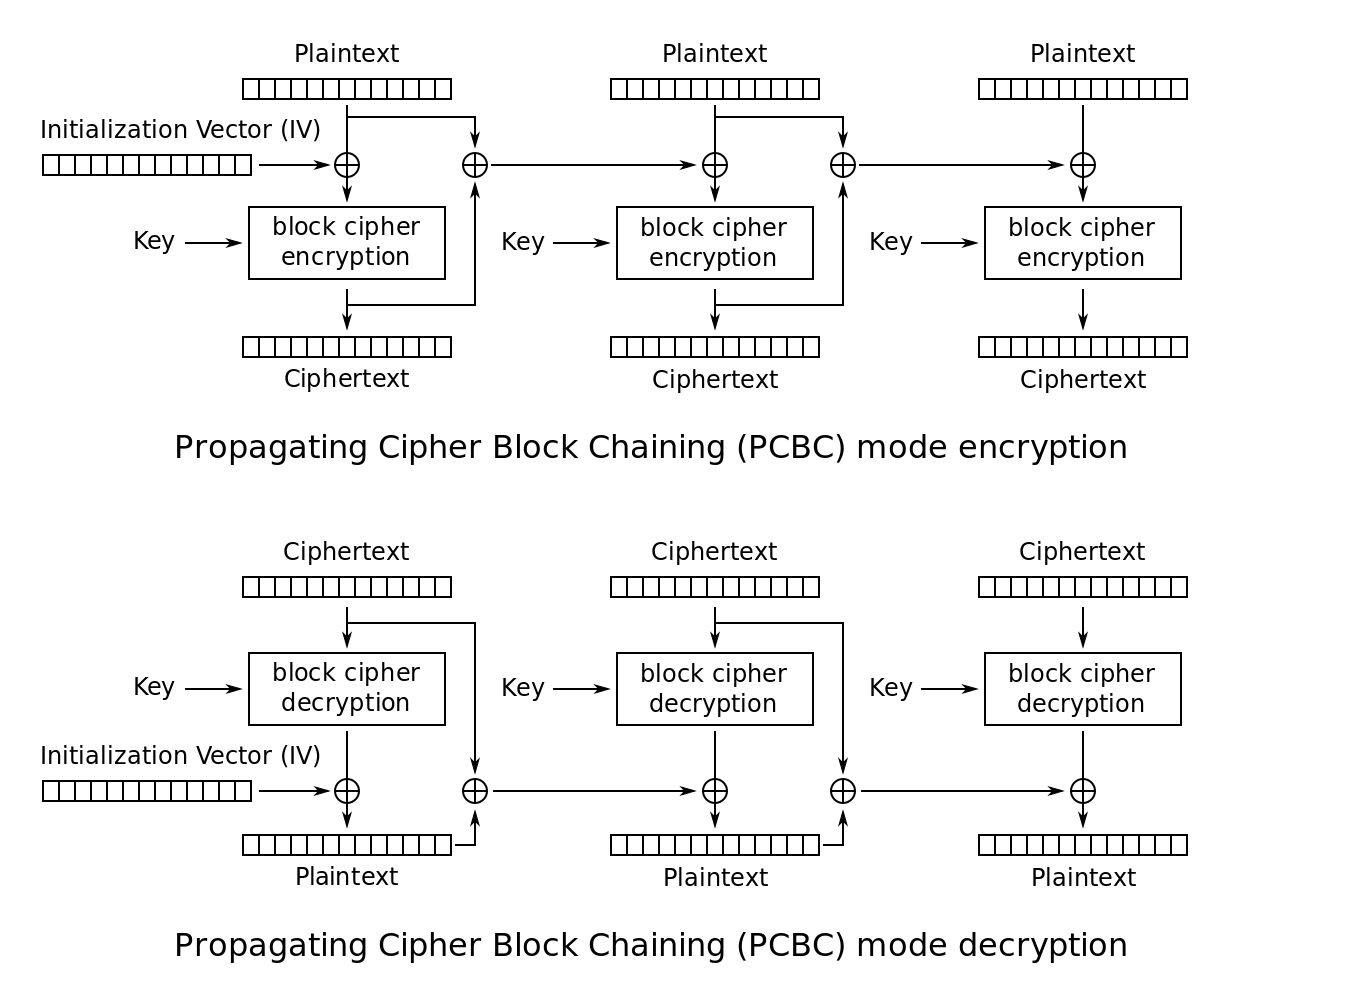 Plaintext
Plaintext
Plaintext
Initialization Vector (IV)
Key
block cipher
encryption
Key
block cipher
encryption
Key
block cipher
encryption
Ciphertext
Ciphertext
Ciphertext
Propagating Cipher Block Chaining (PCBC) mode encryption
Ciphertext
Ciphertext
Ciphertext
Key
block cipher
decryption
Key
block cipher
decryption
Key
block cipher
decryption
Initialization Vector (IV)
Plaintext
Plaintext
Plaintext
Propagating Cipher Block Chaining (PCBC) mode decryption